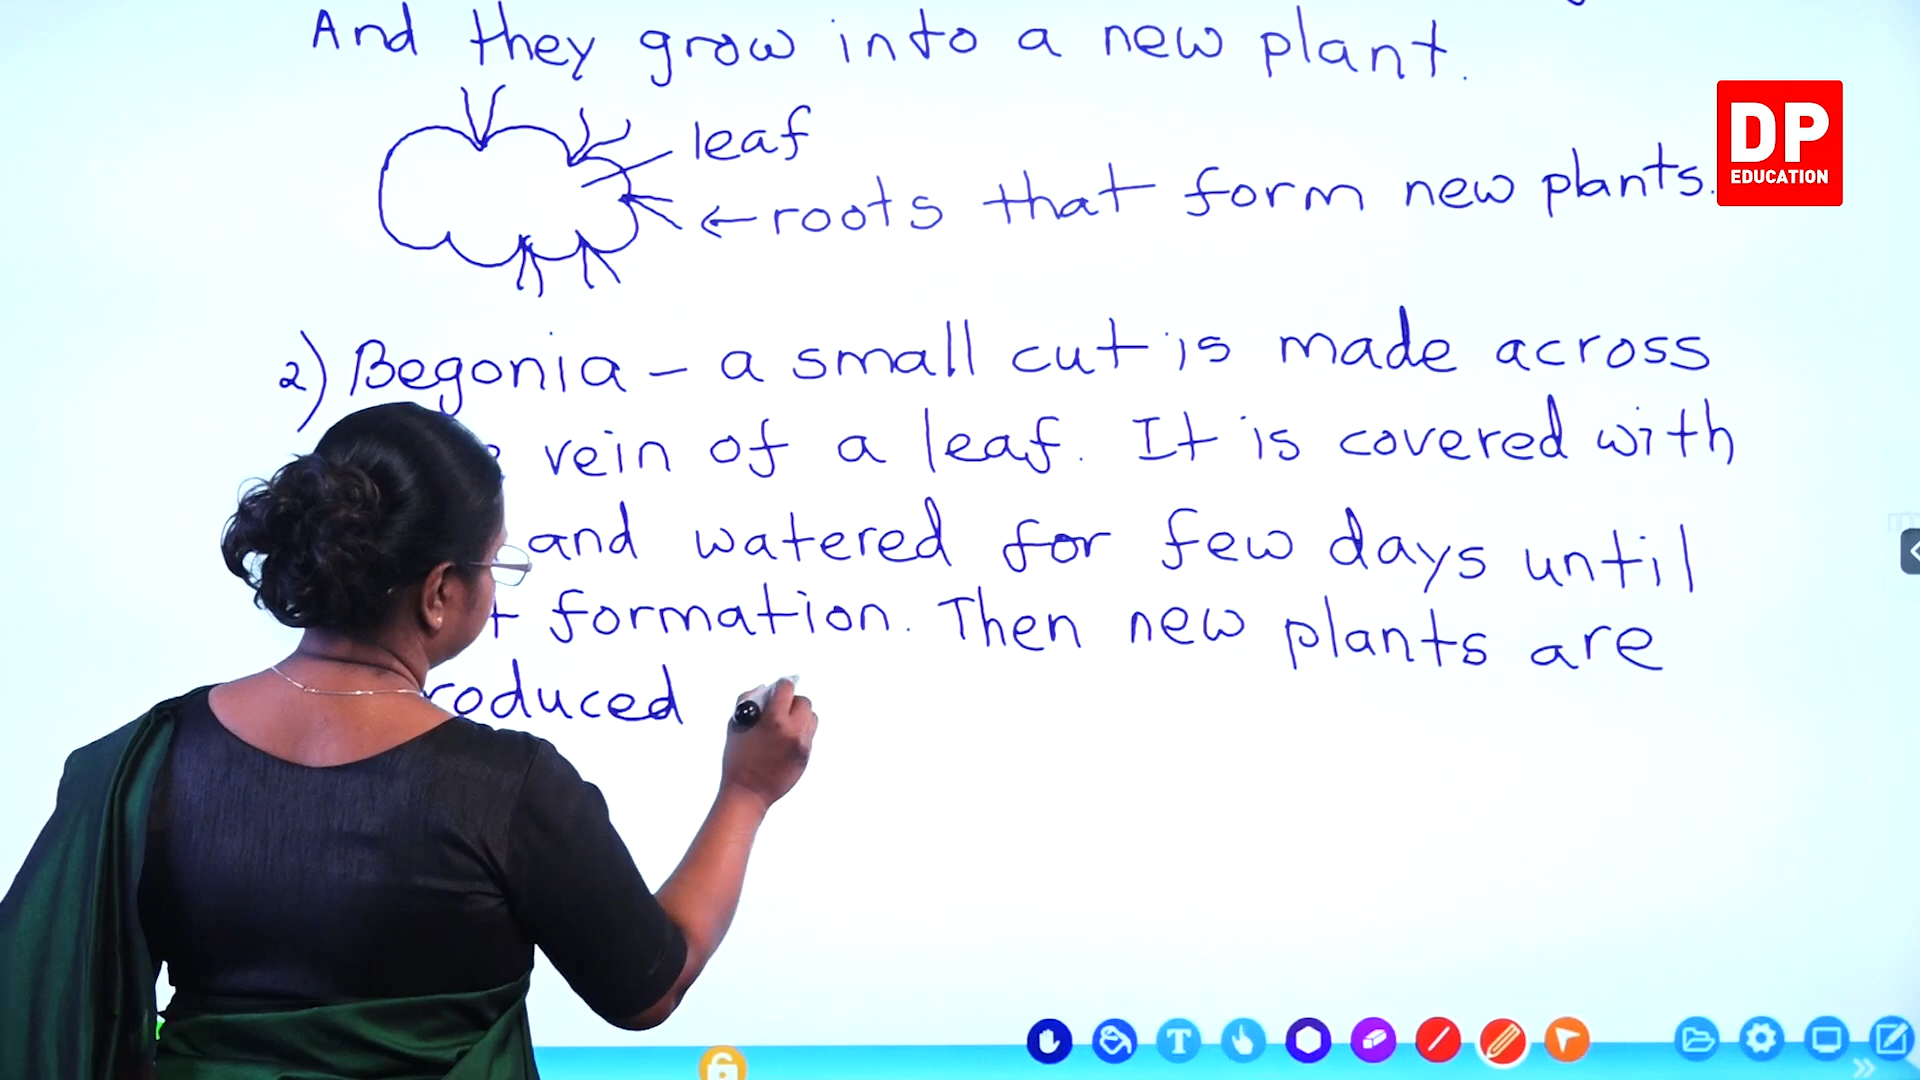 And they grow into a new plant.
leaf
← roots that form new plants.
DP
EDUCATION
2) Begonia - a small cut is made across
vein of a leaf. It is covered with
and watered for few days until
formation. Then new plants are
roduced
T